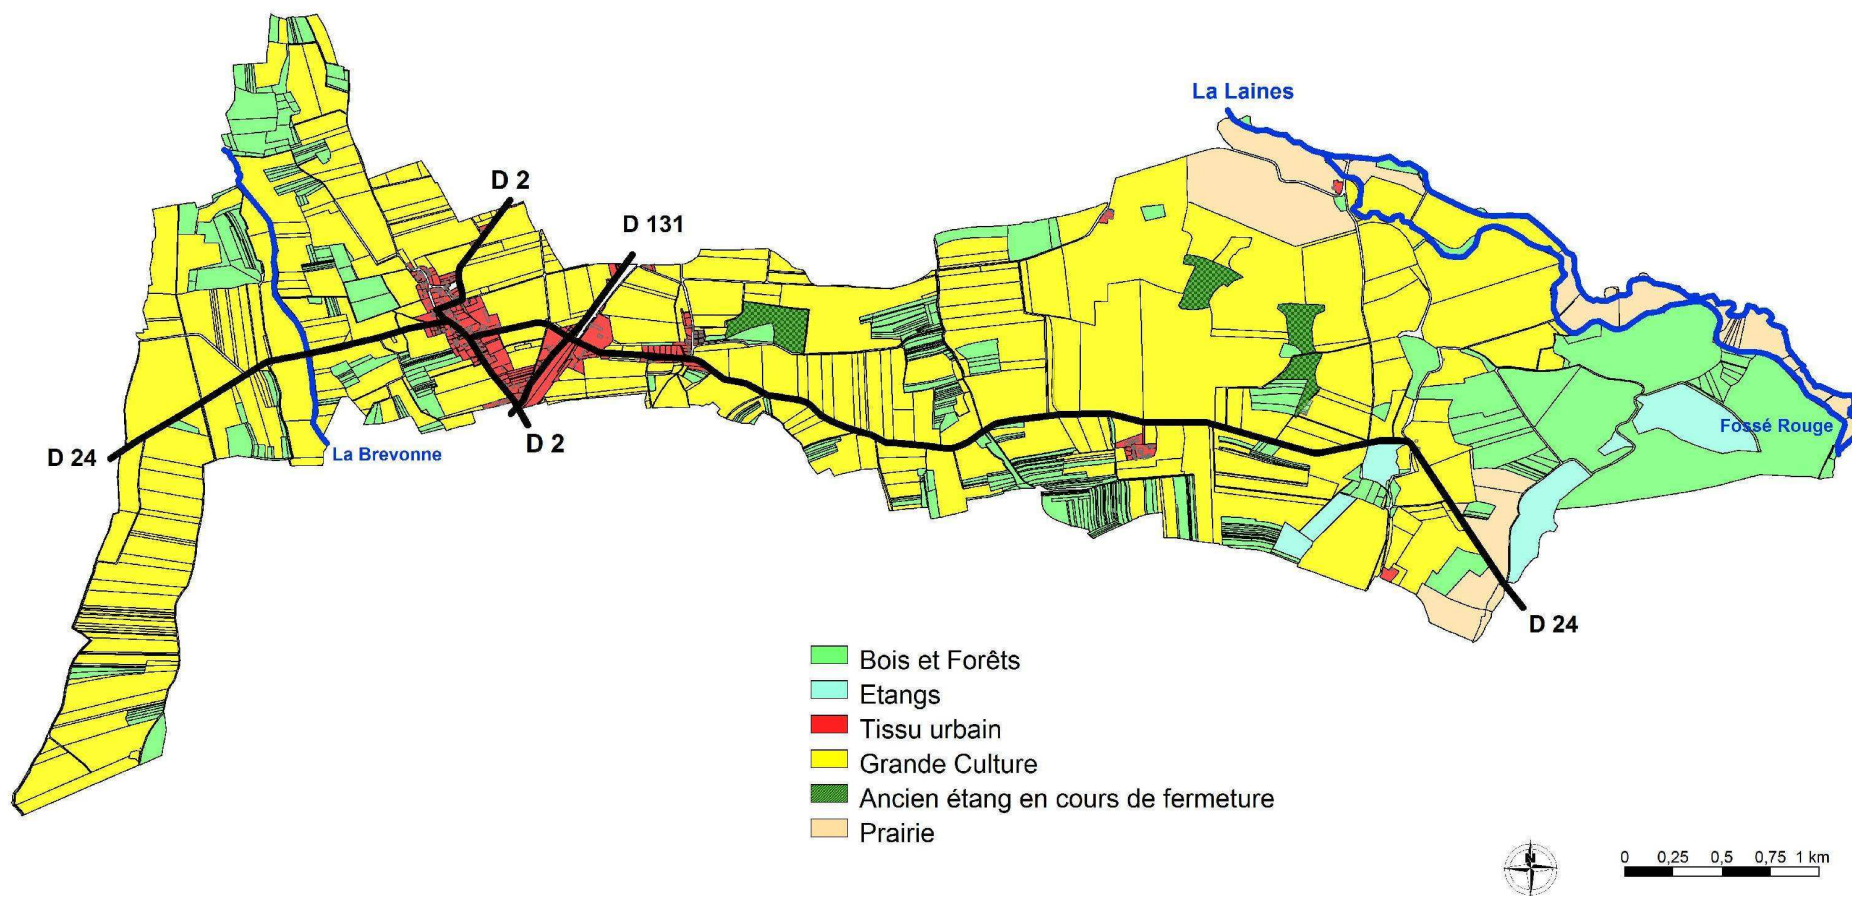 La Laines
D 2
D 131
D 24
La Brevonne
D 2
Fossé Rouge
D 24
Bois et Forêts
Etangs
Tissu urbain
Grande Culture
Ancien étang en cours de fermeture
Prairie
N
0 0,25 0,5 0,75 1 km